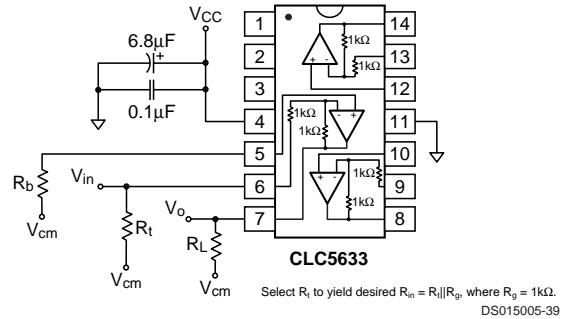 VCC
6.8μF
+
0.1μF
1
2
3
4
5
6
7
14
13
12
11
10
9
8
1kΩ
1kΩ
+ -
1kΩ
1kΩ
- +
1kΩ
1kΩ
+ -
Rb
Vcm
Vin
Rt
Vcm
Vo
RL
Vcm
CLC5633
Select Rt to yield desired Rin = Rt||Rg, where Rg = 1kΩ.
DS015005-39